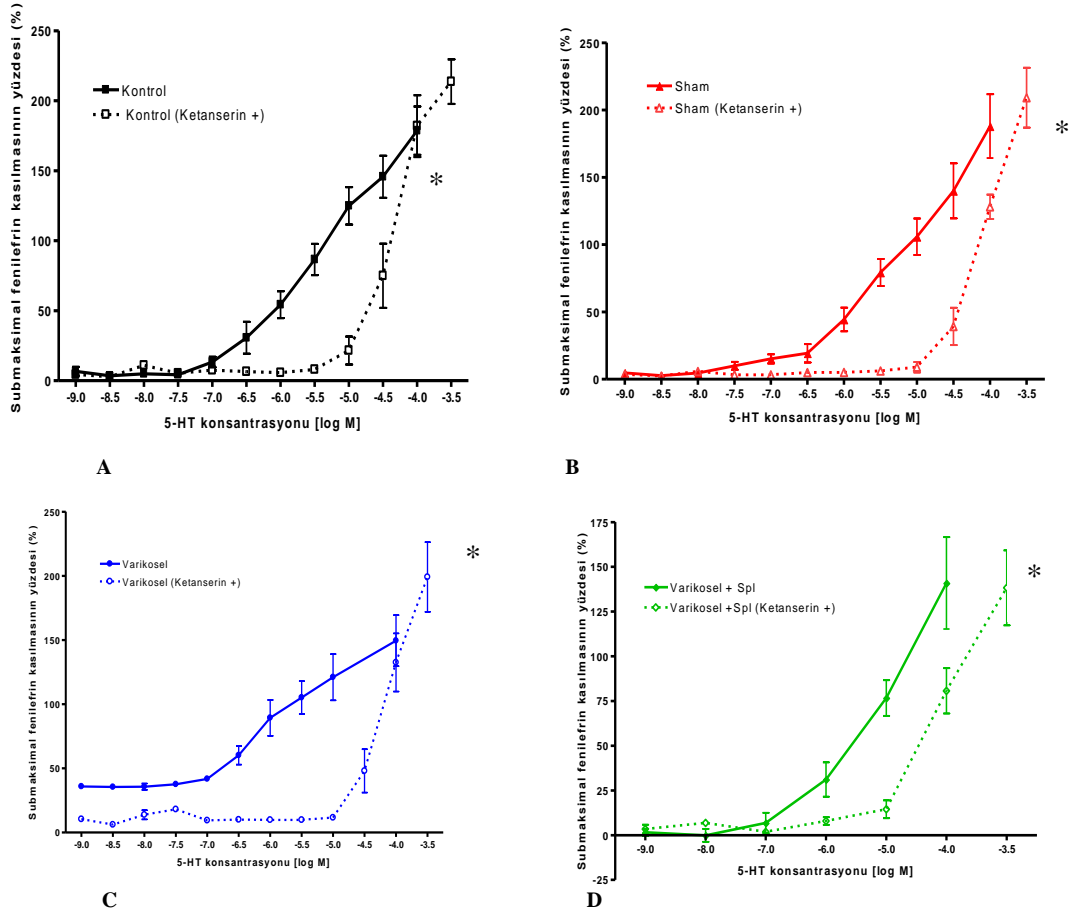 Submaksimal fenilefrin kasılmasının yüzdesi (%)
250
200
150
100
50
0
Kontrol
Kontrol (Ketanserin +)
*
-9.0 -8.5 -8.0 -7.5 -7.0 -6.5 -6.0 -5.5 -5.0 -4.5 -4.0 -3.5
5-HT konsantrasyonu [log M]
A
Submaksimal fenilefrin kasılmasının yüzdesi (%)
250
200
150
100
50
0
Sham
Sham (Ketanserin +)
*
-9.0 -8.5 -8.0 -7.5 -7.0 -6.5 -6.0 -5.5 -5.0 -4.5 -4.0 -3.5
5-HT konsantrasyonu [log M]
B
Submaksimal fenilefrin kasılmasının yüzdesi (%)
250
200
150
100
50
0
Varikosel
Varikosel (Ketanserin +)
*
-9.0 -8.5 -8.0 -7.5 -7.0 -6.5 -6.0 -5.5 -5.0 -4.5 -4.0 -3.5
5-HT konsantrasyonu [log M]
C
Submaksimal fenilefrin kasılmasının yüzdesi (%)
175
150
125
100
75
50
25
0
-25
Varikosel + Spl
Varikosel +Spl (Ketanserin +)
*
-9.0 -8.0 -7.0 -6.0 -5.0 -4.0 -3.5
5-HT konsantrasyonu [log M]
D